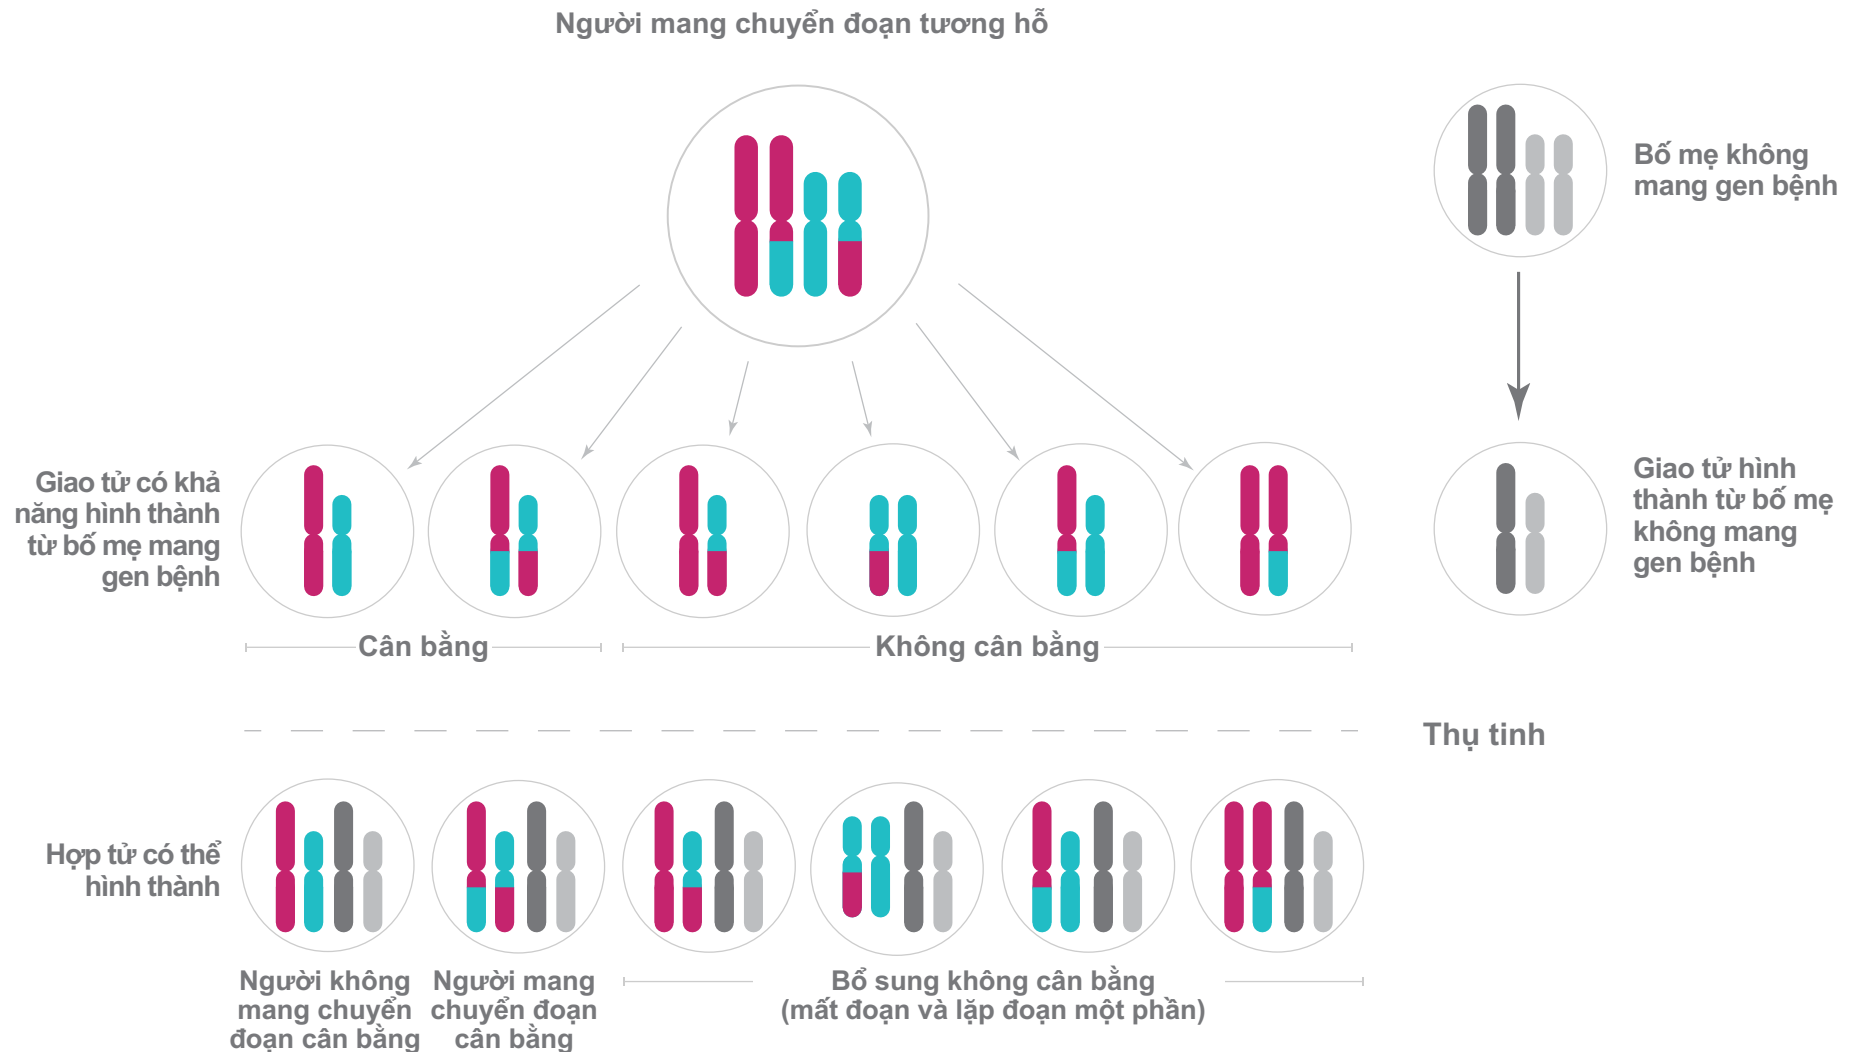 Người mang chuyển đoạn tương hỗ
Bố mẹ không
mang gen bệnh
Giao tử có khả
năng hình thành
từ bố mẹ mang
gen bệnh
Giao tử hình
thành từ bố mẹ
không mang
gen bệnh
Cân bằng
Không cân bằng
Thụ tinh
Hợp tử có thể
hình thành
Người không
mang chuyển
đoạn cân bằng
Người mang
chuyển đoạn
cân bằng
Bổ sung không cân bằng
(mất đoạn và lặp đoạn một phần)